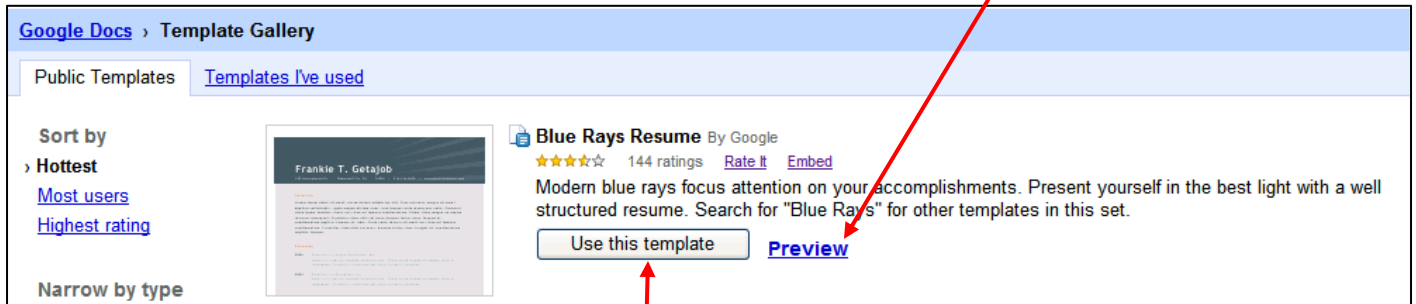 Google Docs › Template Gallery
Public Templates Templates I've used
Sort by
› Hottest
Most users
Highest rating
Narrow by type
Frankie T. Getajob
Blue Rays Resume By Google
144 ratings Rate It Embed
Modern blue rays focus attention on your accomplishments. Present yourself in the best light with a well
structured resume. Search for "Blue Rays" for other templates in this set.
Use this template Preview